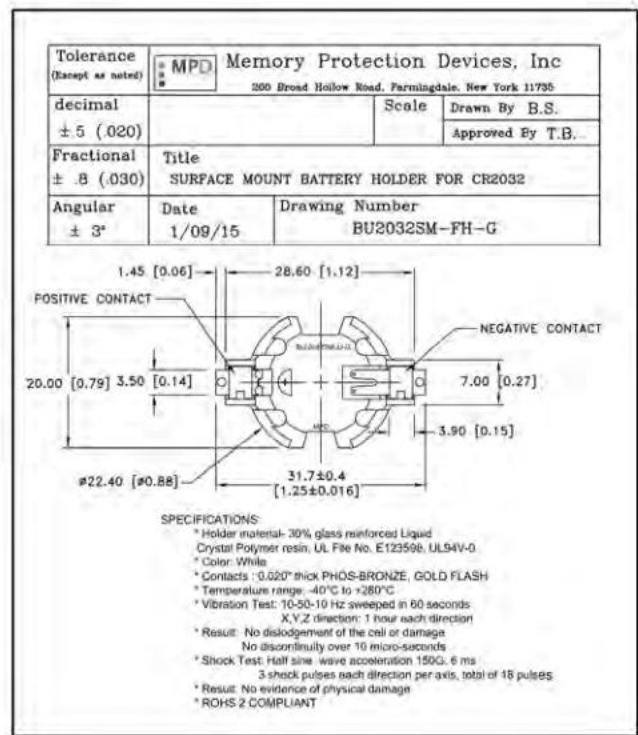 Tolerance
(Except as noted)
MPD Memory Protection Devices, Inc
200 Broad Hollow Road, Farmingdale, New York 11735
decimal
±.5 (.020)
Scale
Drawn By B.S.
Approved By T.B.
Fractional
± .8 (.030)
Title
SURFACE MOUNT BATTERY HOLDER FOR CR2032
Angular
± 3°
Date
1/09/15
Drawing Number
BU2032SM-FH-G
1.45 [0.06]
28.60 [1.12]
POSITIVE CONTACT
NEGATIVE CONTACT
20.00 [0.79]
3.50 [0.14]
7.00 [0.27]
MPD
3.90 [0.15]
ø22.40 [ø0.88]
31.7±0.4
[1.25±0.016]
SPECIFICATIONS:
* Holder material- 30% glass reinforced Liquid
Crystal Polymer resin, UL File No. E123598, UL94V-0
* Color: White
* Contacts : 0.020" thick PHOS-BRONZE, GOLD FLASH
* Temperature range: -40°C to +280°C
* Vibration Test: 10-50-10 Hz sweeped in 60 seconds
X,Y,Z direction: 1 hour each direction
* Result: No dislodgement of the cell or damage
No discontinuity over 10 micro-seconds
* Shock Test: Half sine wave acceleration 150G, 6 ms
3 shock pulses each direction per axis, total of 18 pulses
* Result: No evidence of physical damage
* ROHS 2 COMPLIANT